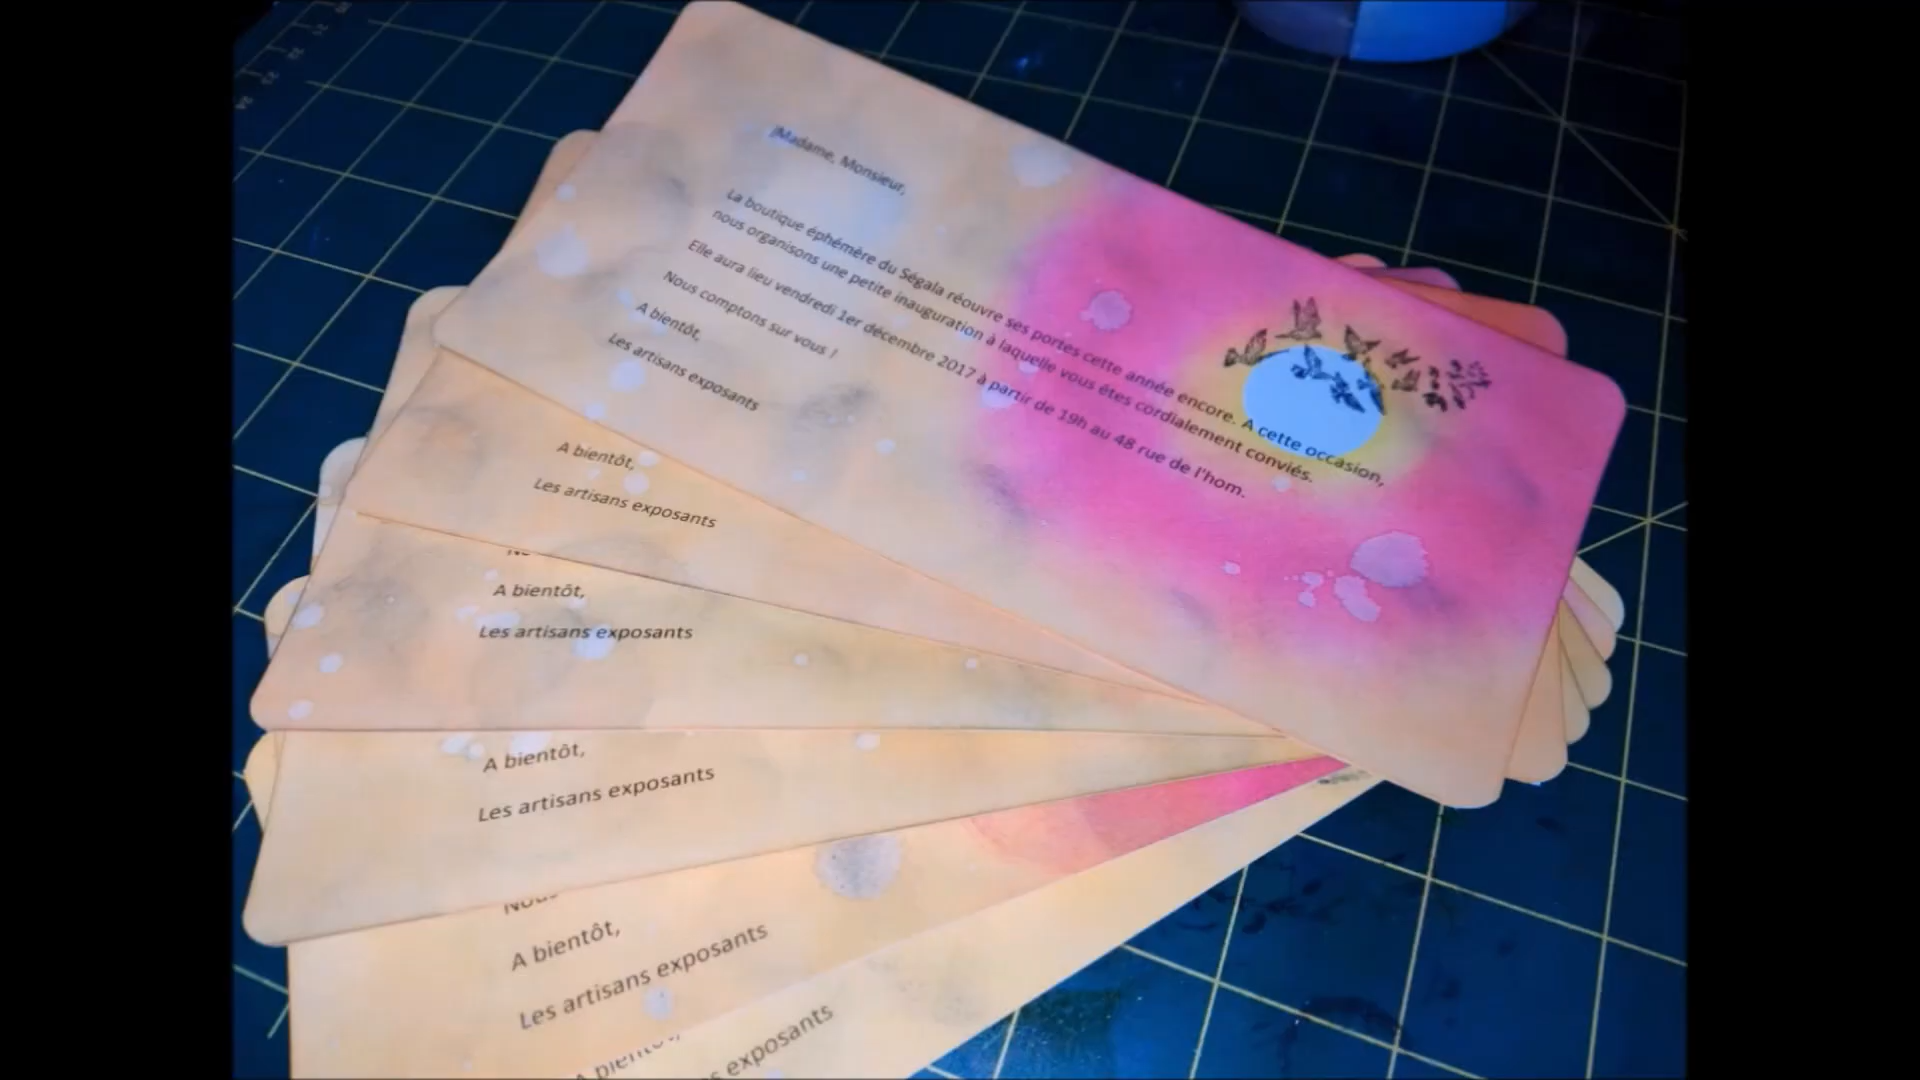 Madame, Monsieur,
La boutique éphémère du Ségala réouvre ses portes cette année encore. A cette occasion,
nous organisons une petite inauguration à laquelle vous êtes cordialement conviés.
Elle aura lieu vendredi 1er décembre 2017 à partir de 19h au 48 rue de l'hom.
Nous comptons sur vous !
A bientôt,
Les artisans exposants
A bientôt,
Les artisans exposants
A bientôt,
Les artisans exposants
A bientôt,
Les artisans exposants
Nous
A bientôt,
Les artisans exposants
A bientôt,
exposants